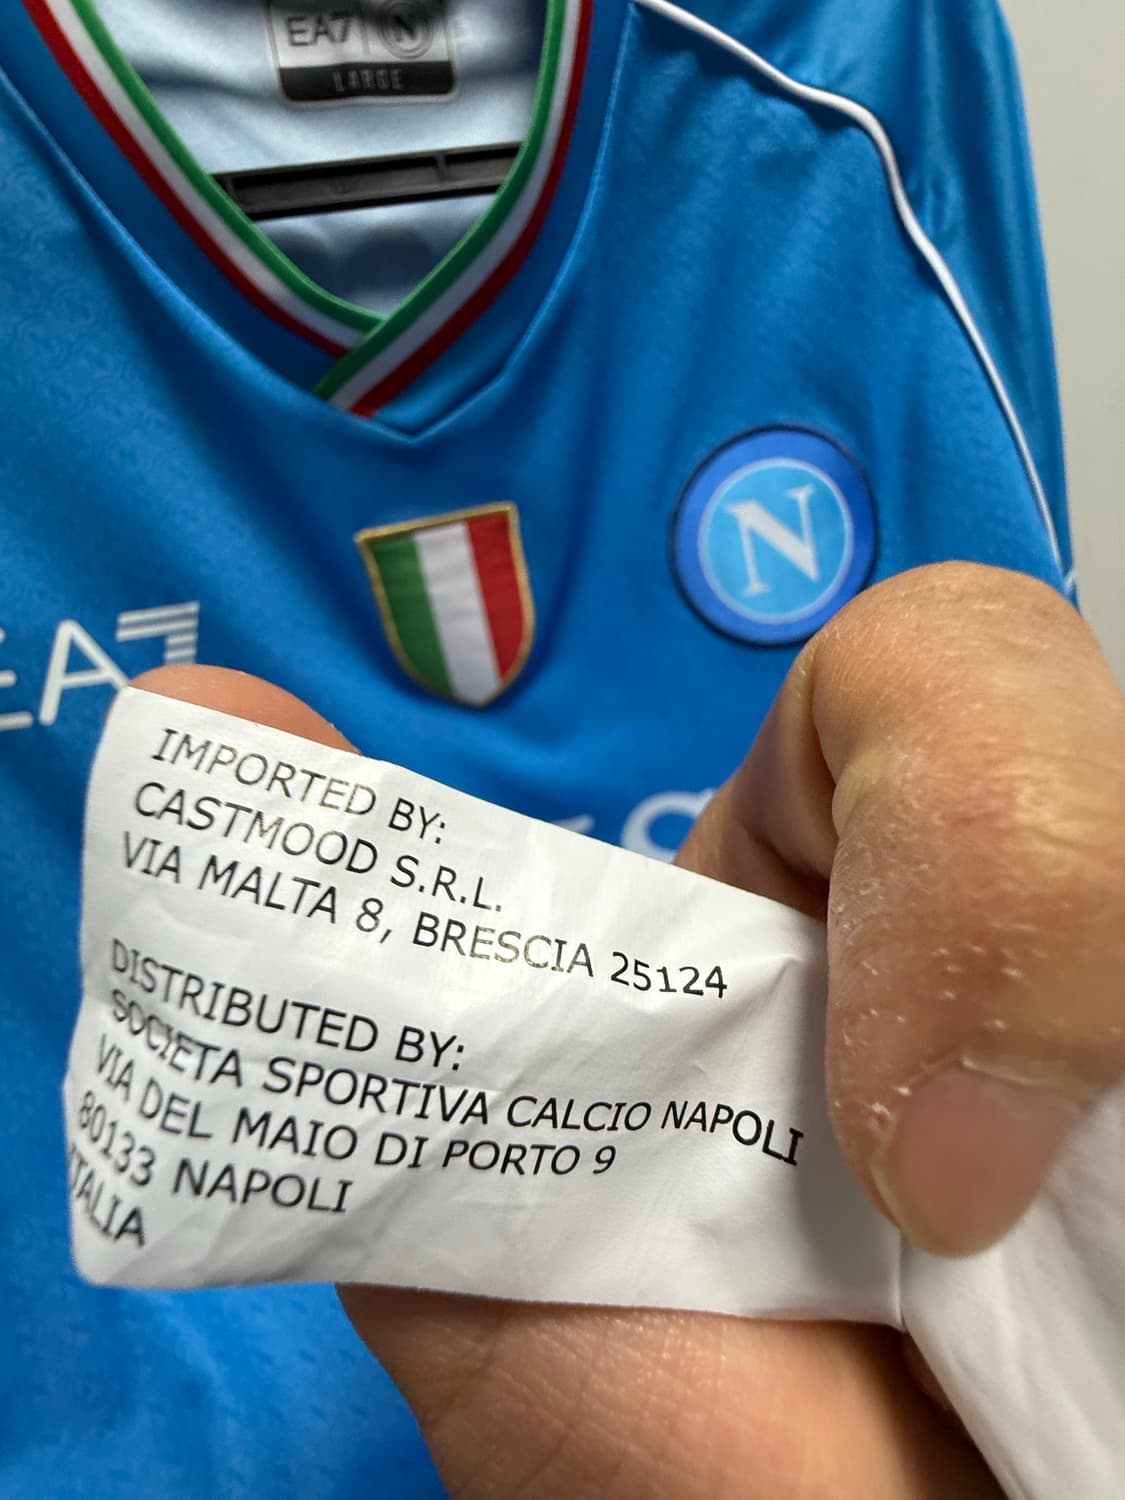 EA7 N
LARGE
N
EA7
IMPORTED BY:
CASTMOOD S.R.L.
VIA MALTA 8, BRESCIA 25124
DISTRIBUTED BY:
SOCIETA SPORTIVA CALCIO NAPOLI
VIA DEL MAIO DI PORTO 9
80133 NAPOLI
ITALIA